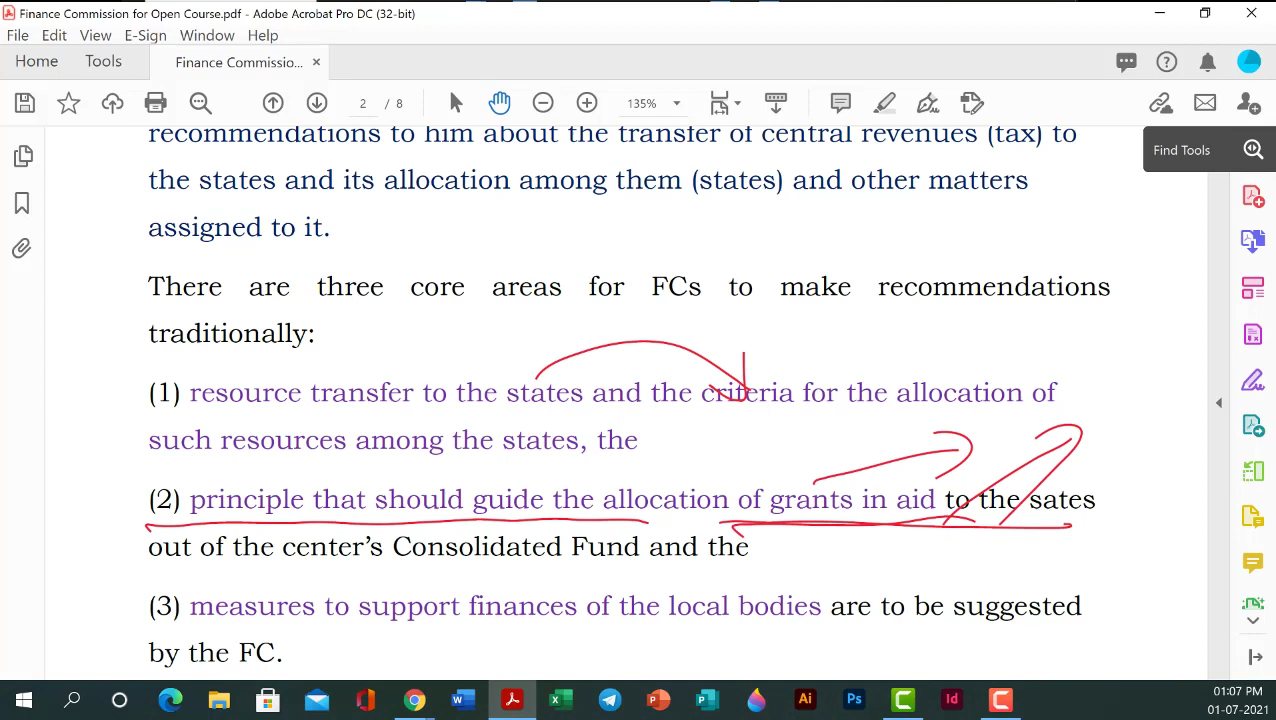 Finance Commission for Open Course.pdf - Adobe Acrobat Pro DC (32-bit)
File Edit View E-Sign Window Help
Home Tools Finance Commissio... ×
2 / 8 135%
Find Tools
recommendations to him about the transfer of central revenues (tax) to
the states and its allocation among them (states) and other matters
assigned to it.
There are three core areas for FCs to make recommendations
traditionally:
(1) resource transfer to the states and the criteria for the allocation of
such resources among the states, the
(2) principle that should guide the allocation of grants in aid to the sates
out of the center’s Consolidated Fund and the
(3) measures to support finances of the local bodies are to be suggested
by the FC.
Ai Ps Id
01:07 PM
01-07-2021